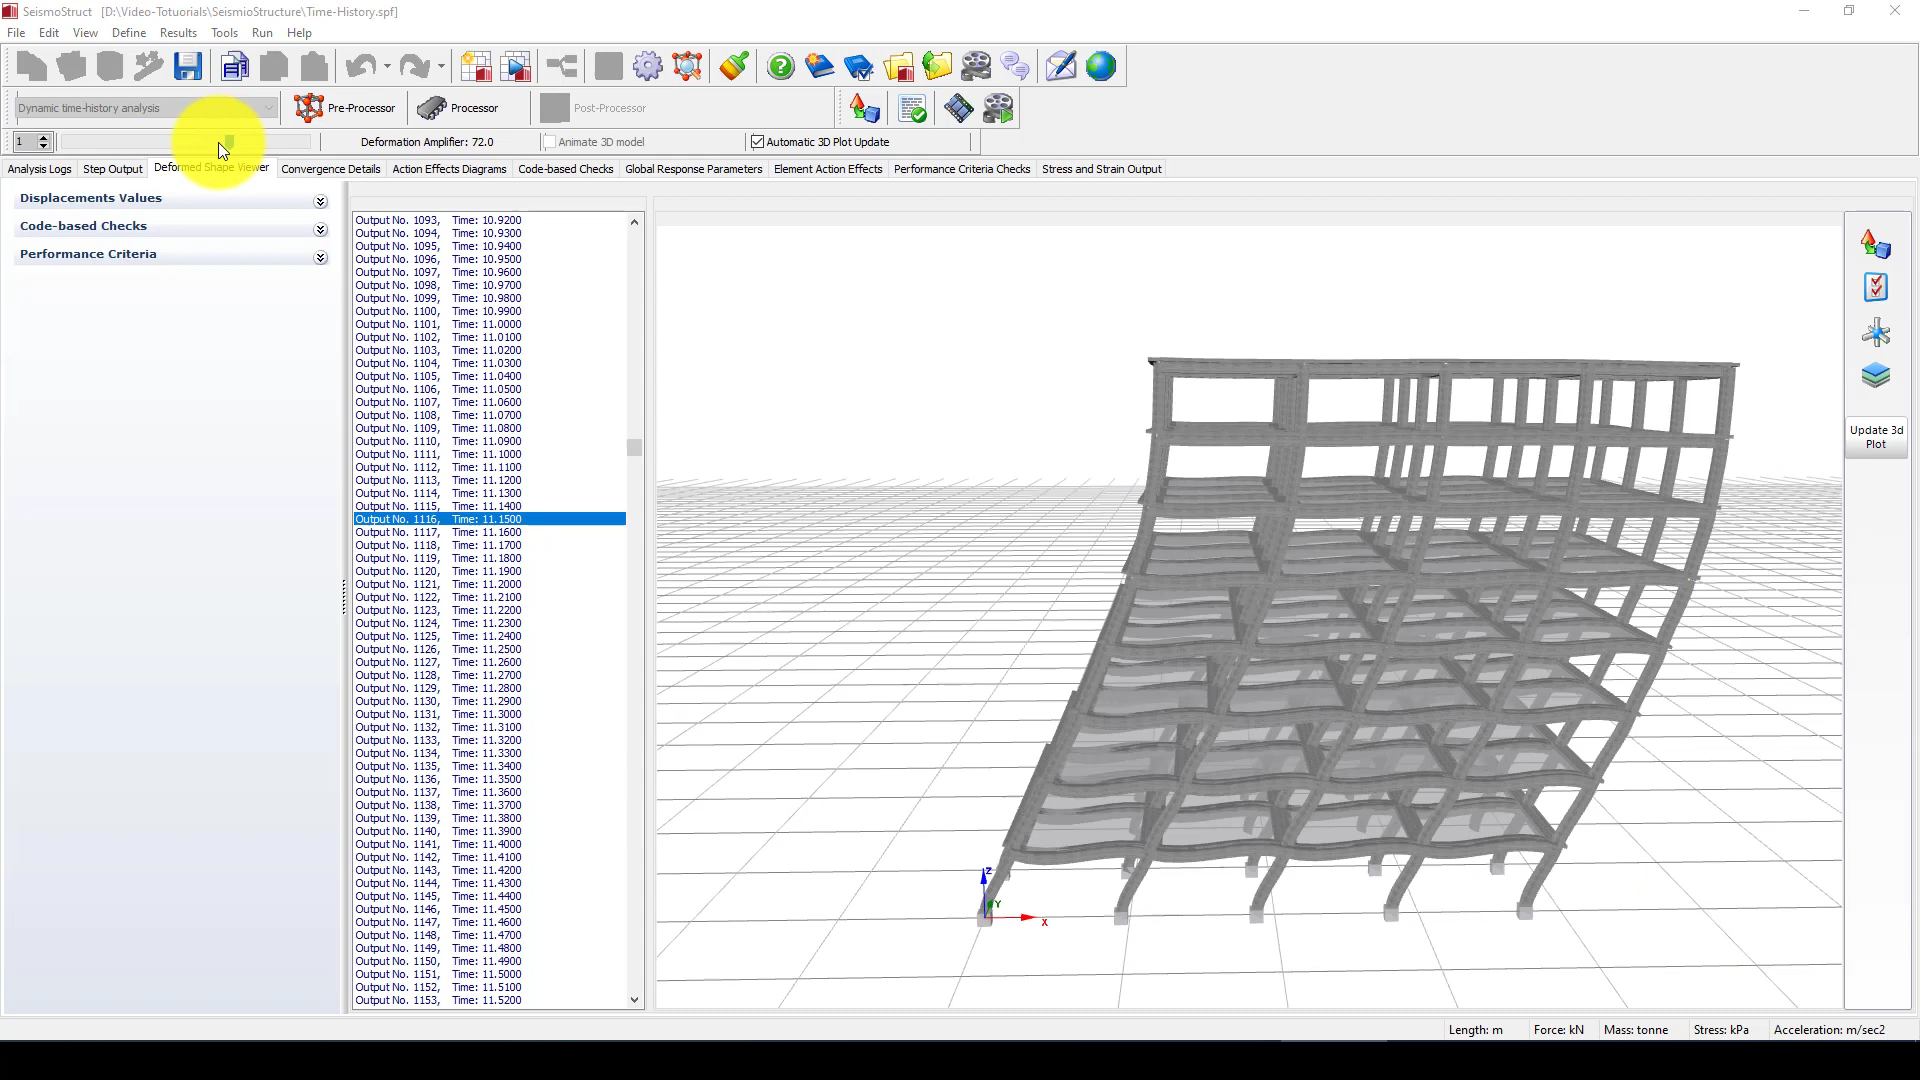 SeismoStruct [D:\Video-Totuorials\SeismioStructure\Time-History.spf]
File Edit View Define Results Tools Run Help
Dynamic time-history analysis Pre-Processor Processor Post-Processor
1 Deformation Amplifier: 72.0 Animate 3D model Automatic 3D Plot Update
Analysis Logs Step Output Deformed Shape Viewer Convergence Details Action Effects Diagrams Code-based Checks Global Response Parameters Element Action Effects Performance Criteria Checks Stress and Strain Output
Displacements Values
Code-based Checks
Performance Criteria
Output No. 1093, Time: 10.9200
Output No. 1094, Time: 10.9300
Output No. 1095, Time: 10.9400
Output No. 1096, Time: 10.9500
Output No. 1097, Time: 10.9600
Output No. 1098, Time: 10.9700
Output No. 1099, Time: 10.9800
Output No. 1100, Time: 10.9900
Output No. 1101, Time: 11.0000
Output No. 1102, Time: 11.0100
Output No. 1103, Time: 11.0200
Output No. 1104, Time: 11.0300
Output No. 1105, Time: 11.0400
Output No. 1106, Time: 11.0500
Output No. 1107, Time: 11.0600
Output No. 1108, Time: 11.0700
Output No. 1109, Time: 11.0800
Output No. 1110, Time: 11.0900
Output No. 1111, Time: 11.1000
Output No. 1112, Time: 11.1100
Output No. 1113, Time: 11.1200
Output No. 1114, Time: 11.1300
Output No. 1115, Time: 11.1400
Output No. 1116, Time: 11.1500
Output No. 1117, Time: 11.1600
Output No. 1118, Time: 11.1700
Output No. 1119, Time: 11.1800
Output No. 1120, Time: 11.1900
Output No. 1121, Time: 11.2000
Output No. 1122, Time: 11.2100
Output No. 1123, Time: 11.2200
Output No. 1124, Time: 11.2300
Output No. 1125, Time: 11.2400
Output No. 1126, Time: 11.2500
Output No. 1127, Time: 11.2600
Output No. 1128, Time: 11.2700
Output No. 1129, Time: 11.2800
Output No. 1130, Time: 11.2900
Output No. 1131, Time: 11.3000
Output No. 1132, Time: 11.3100
Output No. 1133, Time: 11.3200
Output No. 1134, Time: 11.3300
Output No. 1135, Time: 11.3400
Output No. 1136, Time: 11.3500
Output No. 1137, Time: 11.3600
Output No. 1138, Time: 11.3700
Output No. 1139, Time: 11.3800
Output No. 1140, Time: 11.3900
Output No. 1141, Time: 11.4000
Output No. 1142, Time: 11.4100
Output No. 1143, Time: 11.4200
Output No. 1144, Time: 11.4300
Output No. 1145, Time: 11.4400
Output No. 1146, Time: 11.4500
Output No. 1147, Time: 11.4600
Output No. 1148, Time: 11.4700
Output No. 1149, Time: 11.4800
Output No. 1150, Time: 11.4900
Output No. 1151, Time: 11.5000
Output No. 1152, Time: 11.5100
Output No. 1153, Time: 11.5200
Z
Y
X
Update 3d
Plot
Length: m Force: kN Mass: tonne Stress: kPa Acceleration: m/sec2